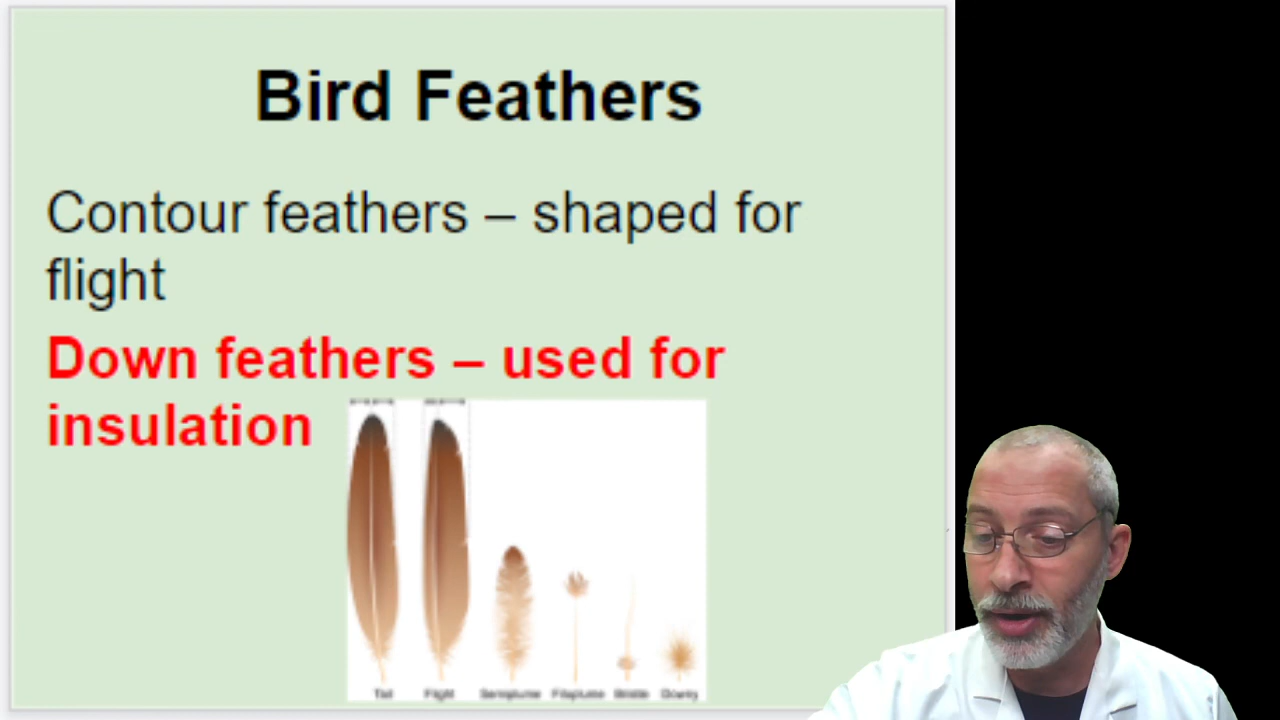 Bird Feathers
Contour feathers – shaped for
flight
Down feathers – used for
insulation
Tail Flight Semiplume Filoplume Bristle Downy